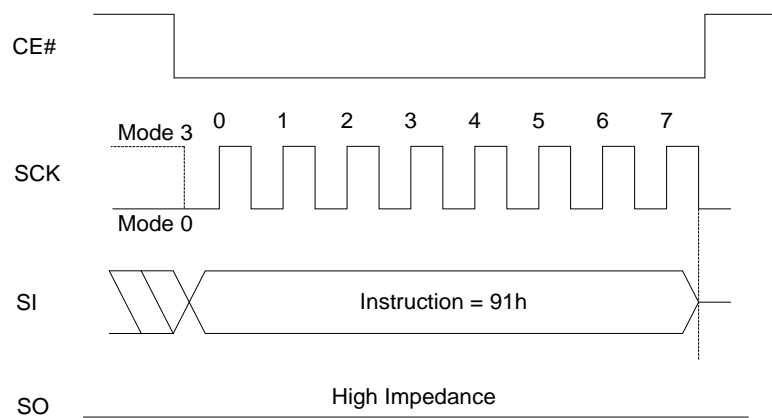 CE#
0 1 2 3 4 5 6 7
Mode 3
SCK
Mode 0
SI
Instruction = 91h
SO
High Impedance